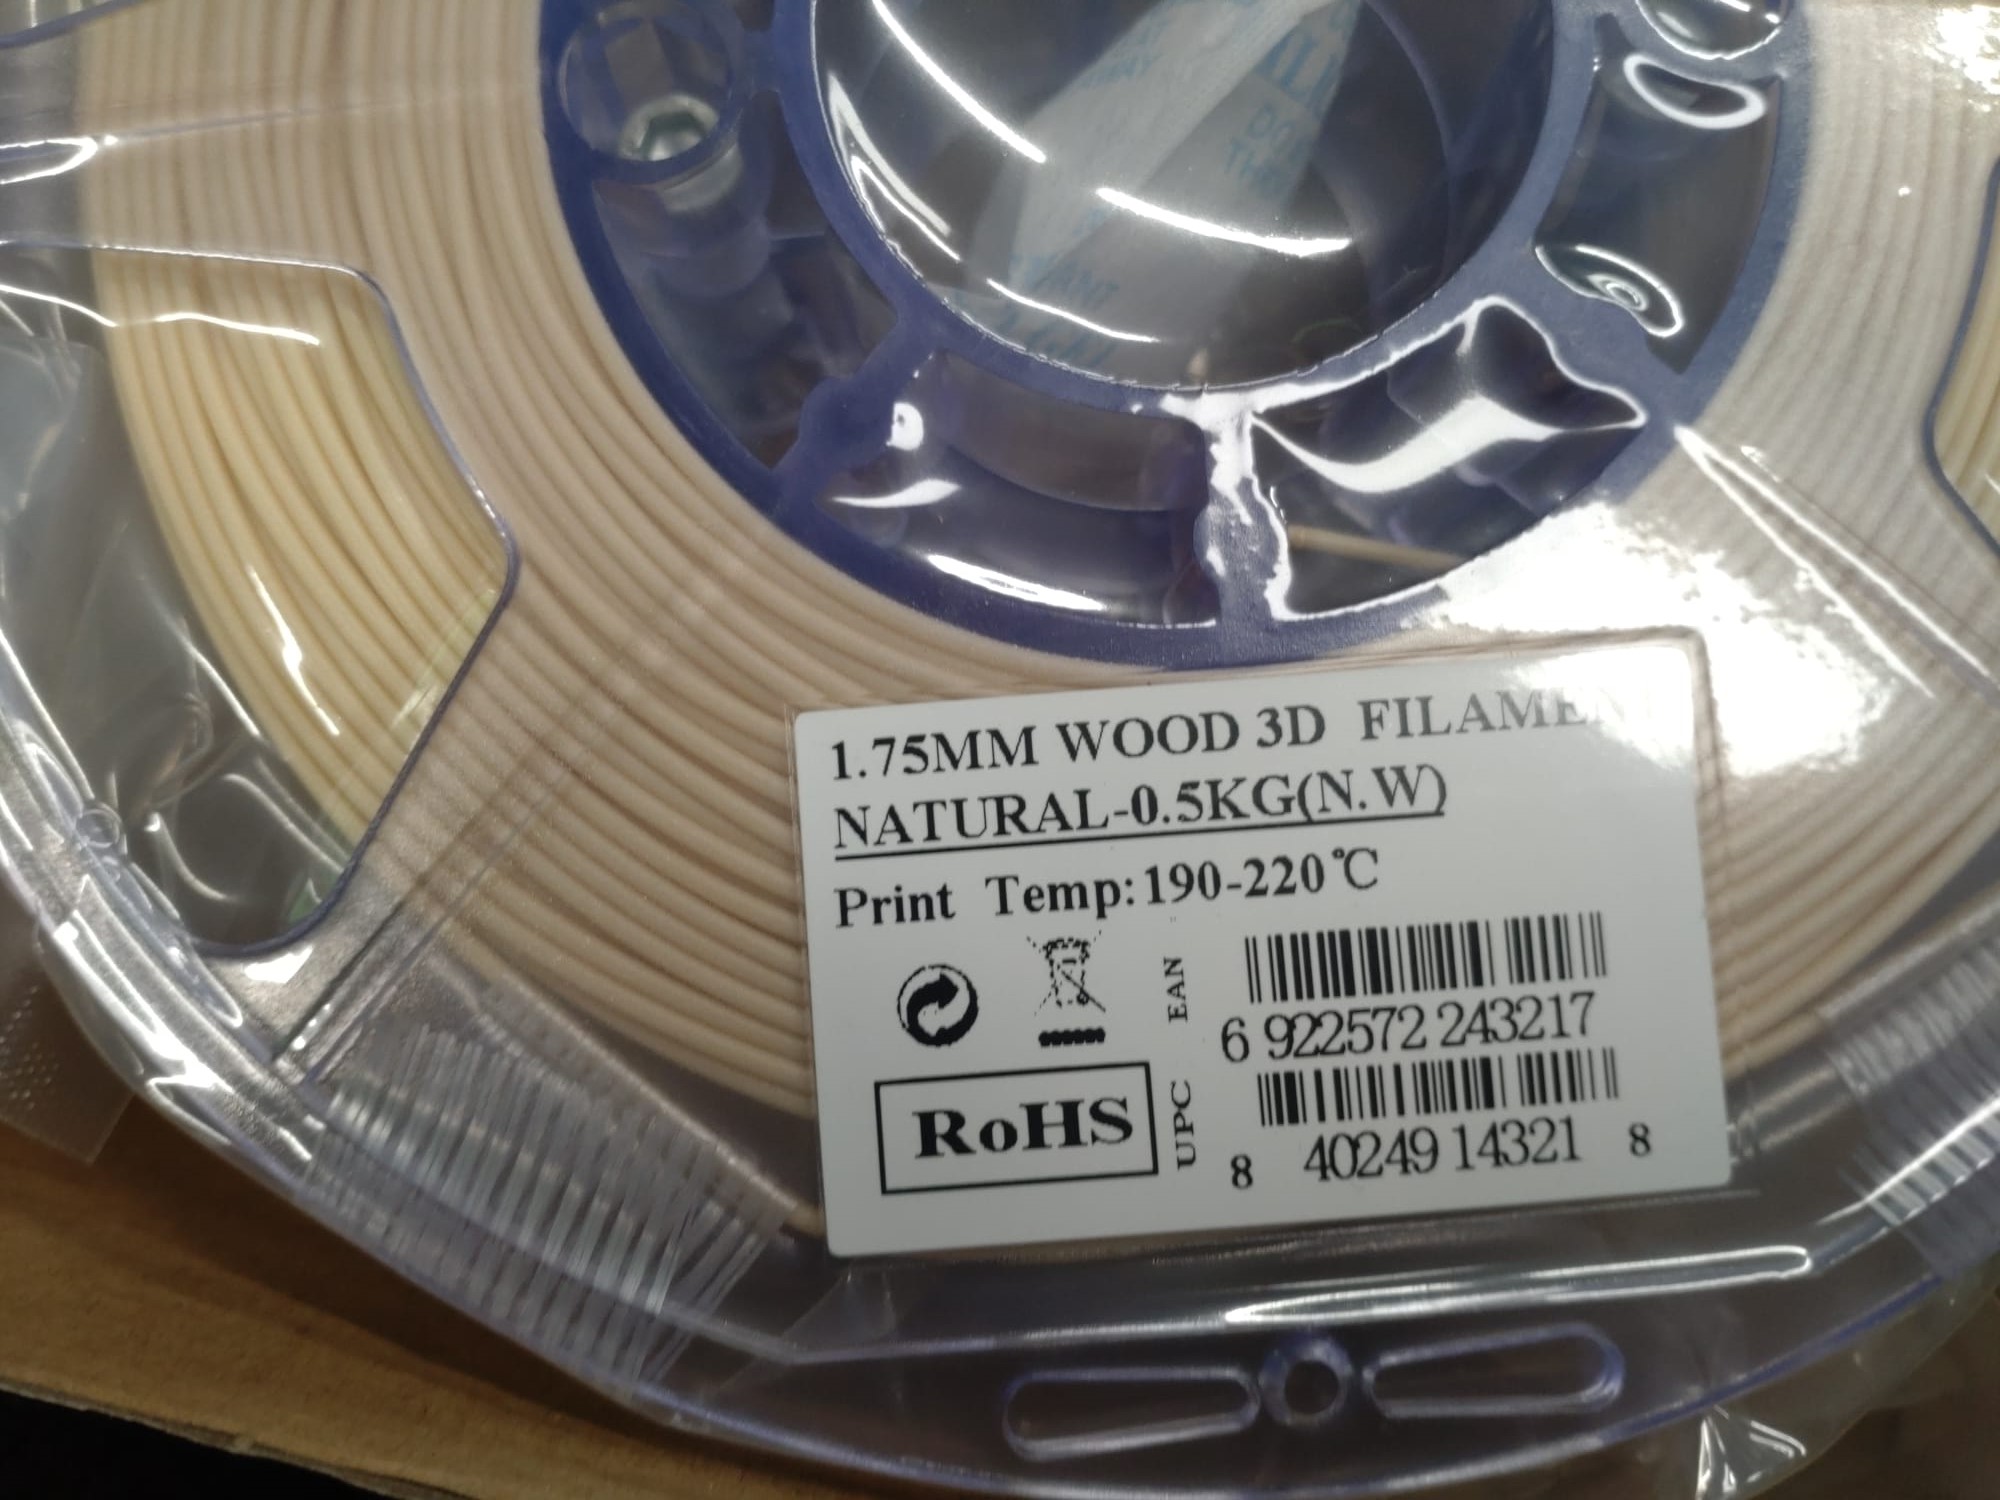 1.75MM WOOD 3D FILAMENT
NATURAL-0.5KG(N.W)
Print Temp:190-220℃
EAN
6 922572 243217
RoHS
UPC
8 40249 14321 8